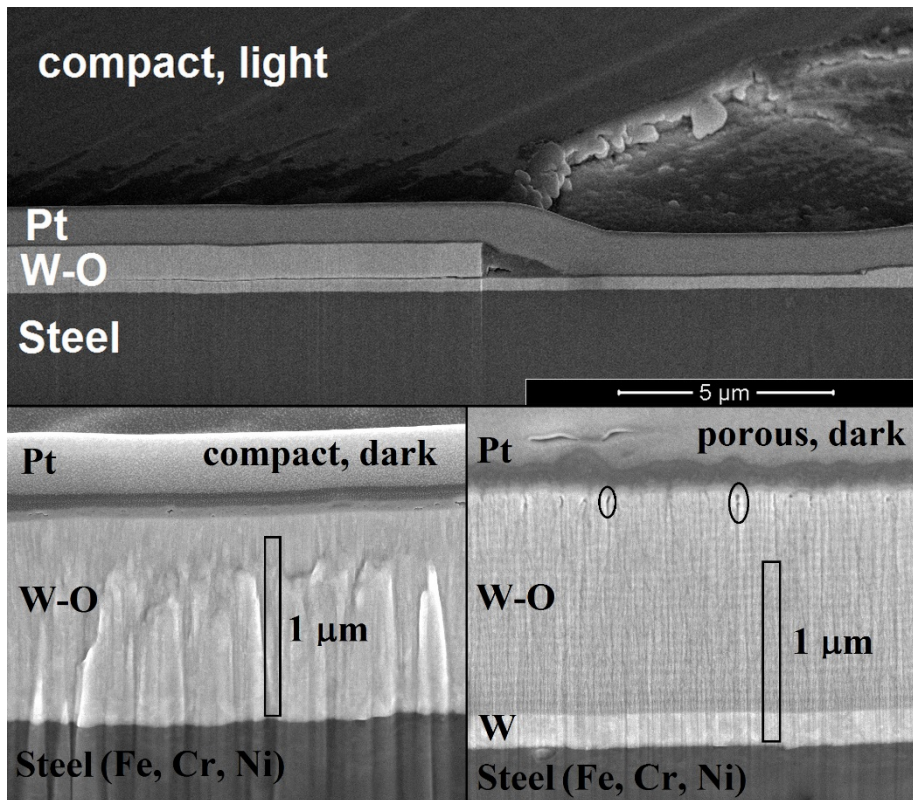 compact, light
Pt
W-O
Steel
5 µm
Pt
compact, dark
W-O
1 µm
Steel (Fe, Cr, Ni)
Pt
porous, dark
W-O
1 µm
W
Steel (Fe, Cr, Ni)